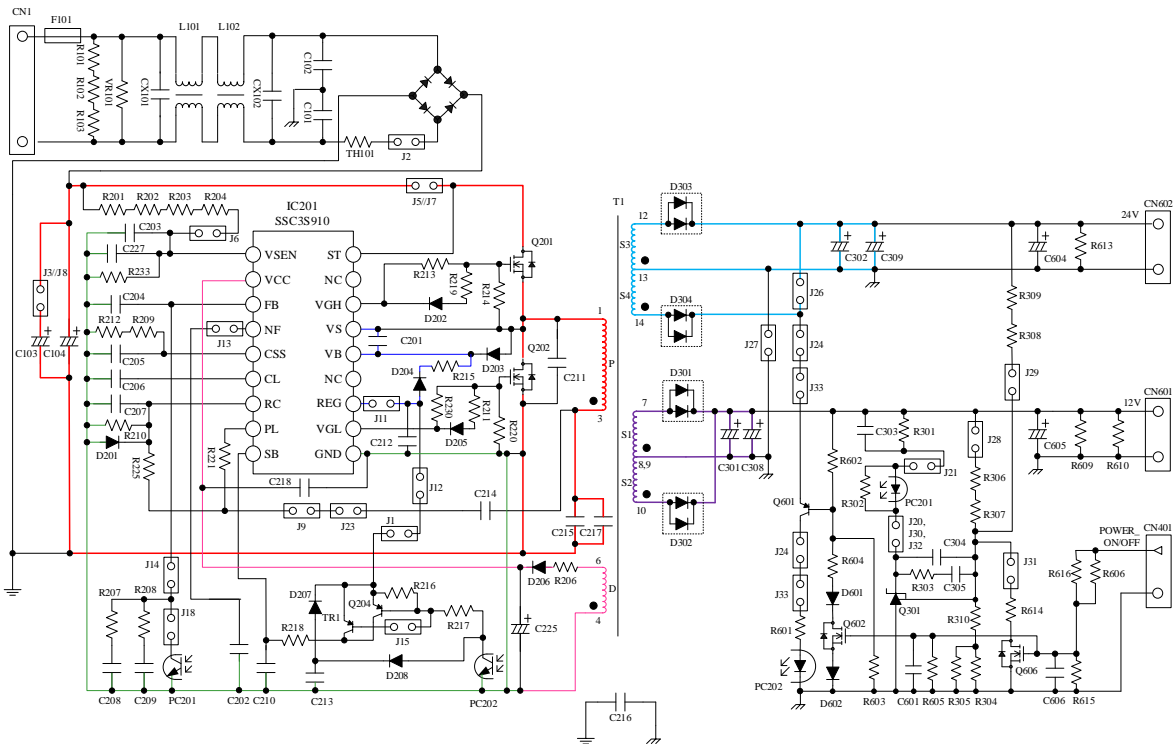 CN1
F101
L101 L102
R101
R102
R103
VR101
CX101
CX102
C102
C101
TH101
J2
R201 R202 R203 R204
C203
J6
C227
R233
J3//J8
C204
R212 R209
J13
C103
C104
C205
C206
C207
R210
D201
R225
R221
C218
IC201
SSC3S910
VSEN
VCC
FB
NF
CSS
CL
RC
PL
SB
ST
NC
VGH
VS
VB
NC
REG
VGL
GND
J5//J7
Q201
R213
R219
R214
D202
C201
Q202
D204
R215
D203
C211
J11
R230
R211
D205
R220
C212
J12
J9
J23
C214
J1
C215
C217
T1
1
P
3
6
D
4
12
S3
13
S4
14
7
S1
8,9
S2
10
D206 R206
C225
J14
R207
R208
J18
C208
C209
PC201
C202
C210
R218
D207
TR1
Q204
R216
J15
R217
D208
C213
PC202
C216
D303
D304
D301
D302
J27
J26
J24
J33
C302
C309
C301
C308
C604
R613
24V
CN602
R309
R308
J29
12V
CN601
C605
R609
R610
C303
R301
J28
J21
R302
PC201
R306
R307
J20,
J30,
J32
C304
R303 C305
Q301
R310
R602
Q601
J24
J33
R604
D601
R601
Q602
PC202
D602
R603
C601
R605
R305
R304
J31
R614
Q606
C606
R615
R616
R606
POWER_
ON/OFF
CN401